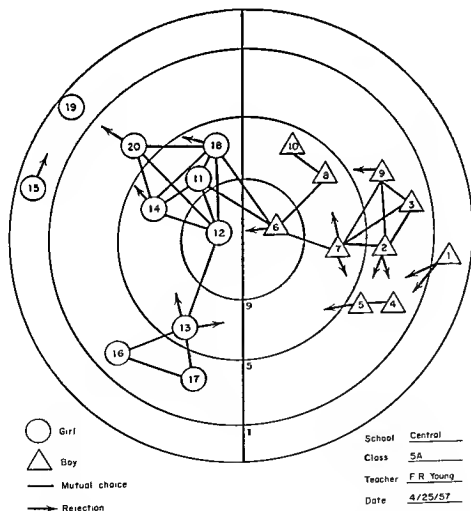 19
15
20
18
11
14
12
10
8
9
6
3
7
2
1
5
4
9
13
16
17
5
1
Girl
Boy
Mutual choice
Rejection
School Central
Class 5A
Teacher F R Young
Date 4/25/57